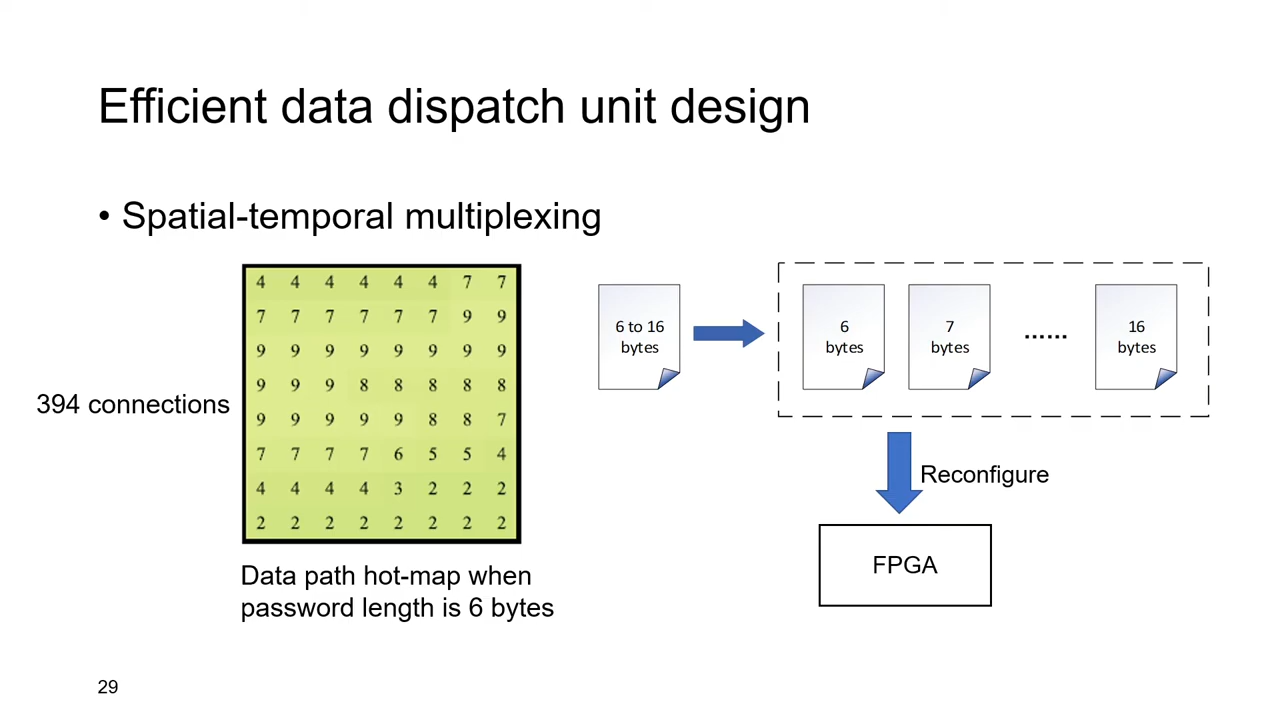 Efficient data dispatch unit design
• Spatial-temporal multiplexing
394 connections
4 4 4 4 4 4 7 7
7 7 7 7 7 7 9 9
9 9 9 9 9 9 9 9
9 9 9 8 8 8 8 8
9 9 9 9 9 8 8 7
7 7 7 7 6 5 5 4
4 4 4 4 3 2 2 2
2 2 2 2 2 2 2 2
Data path hot-map when
password length is 6 bytes
6 to 16
bytes
6
bytes
7
bytes
......
16
bytes
Reconfigure
FPGA
29